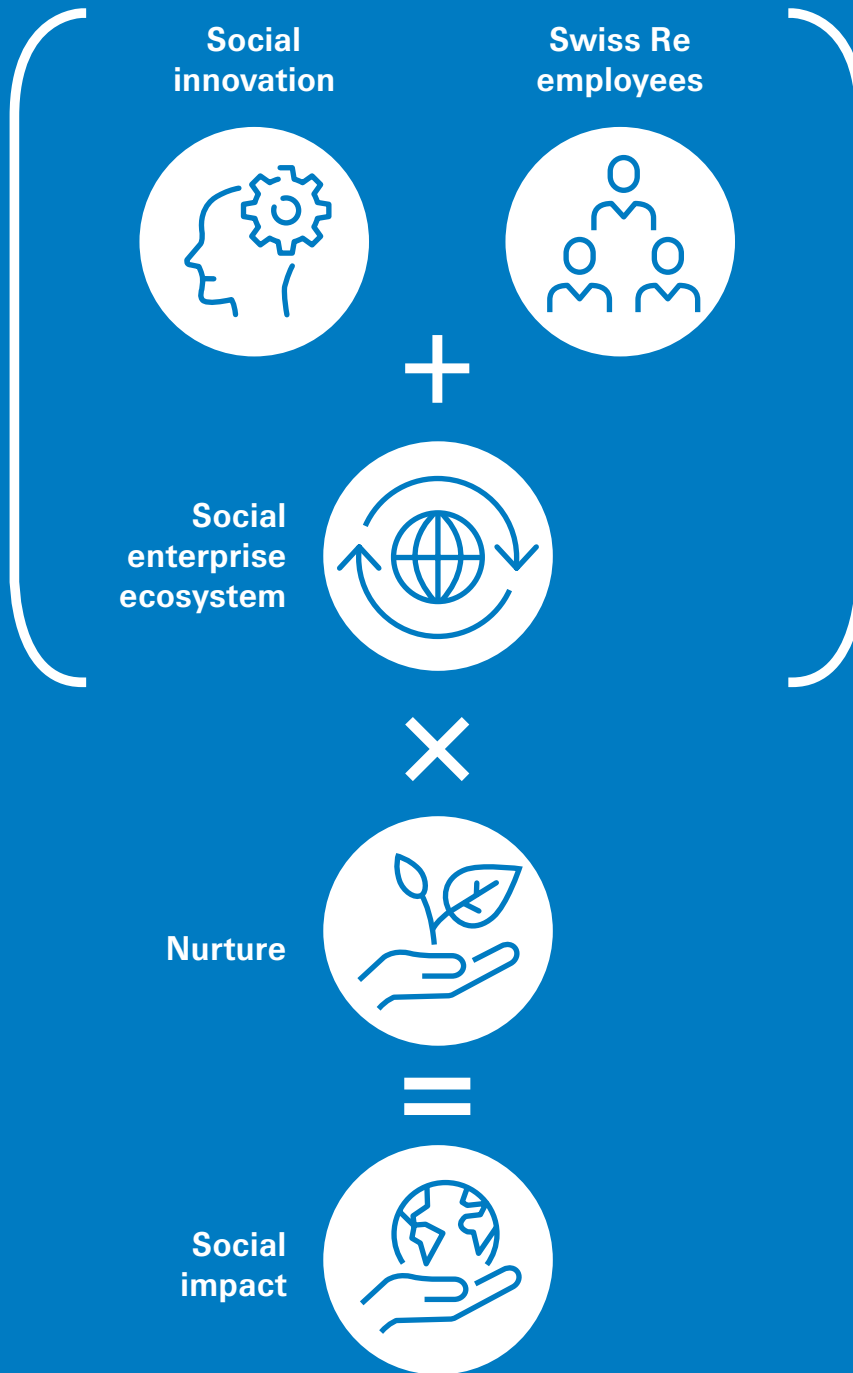 Social
innovation
Swiss Re
employees
+
Social
enterprise
ecosystem
×
Nurture
=
Social
impact